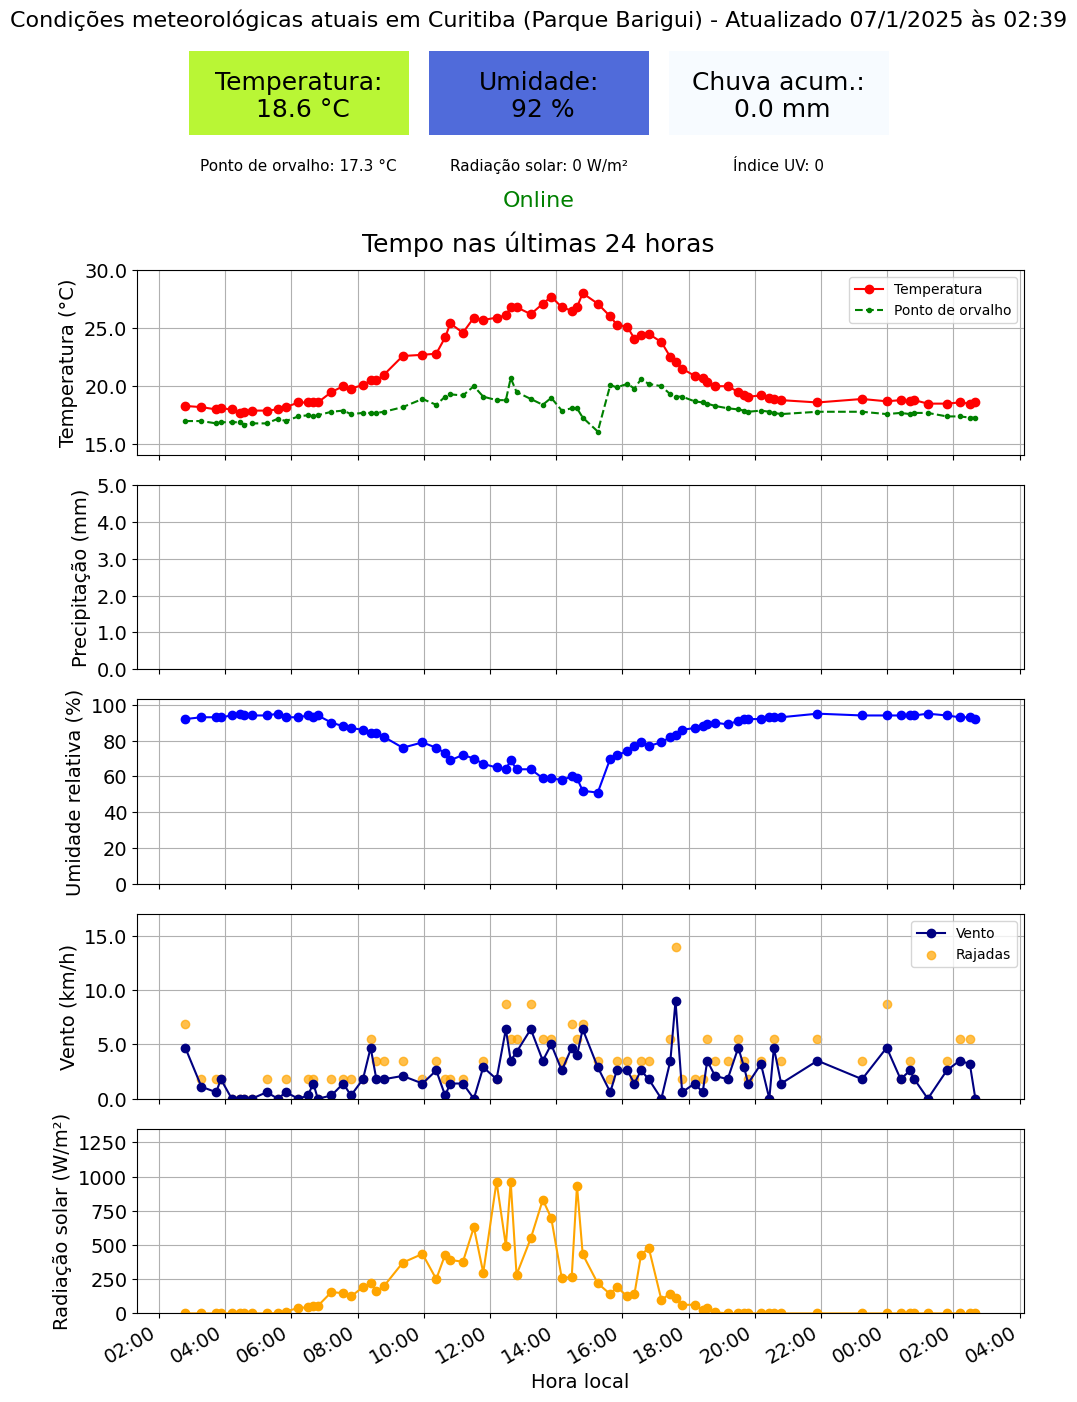 Condições meteorológicas atuais em Curitiba (Parque Barigui) - Atualizado 07/1/2025 às 02:39
Temperatura:
18.6 °C
Umidade:
92 %
Chuva acum.:
0.0 mm
Ponto de orvalho: 17.3 °C
Radiação solar: 0 W/m²
Índice UV: 0
Online
Tempo nas últimas 24 horas
Temperatura (°C)
30.0
25.0
20.0
15.0
Temperatura
Ponto de orvalho
Precipitação (mm)
5.0
4.0
3.0
2.0
1.0
0.0
Umidade relativa (%)
100
80
60
40
20
0
Vento (km/h)
15.0
10.0
5.0
0.0
Vento
Rajadas
Radiação solar (W/m²)
1250
1000
750
500
250
0
02:00
04:00
06:00
08:00
10:00
12:00
14:00
16:00
18:00
20:00
22:00
00:00
02:00
04:00
Hora local